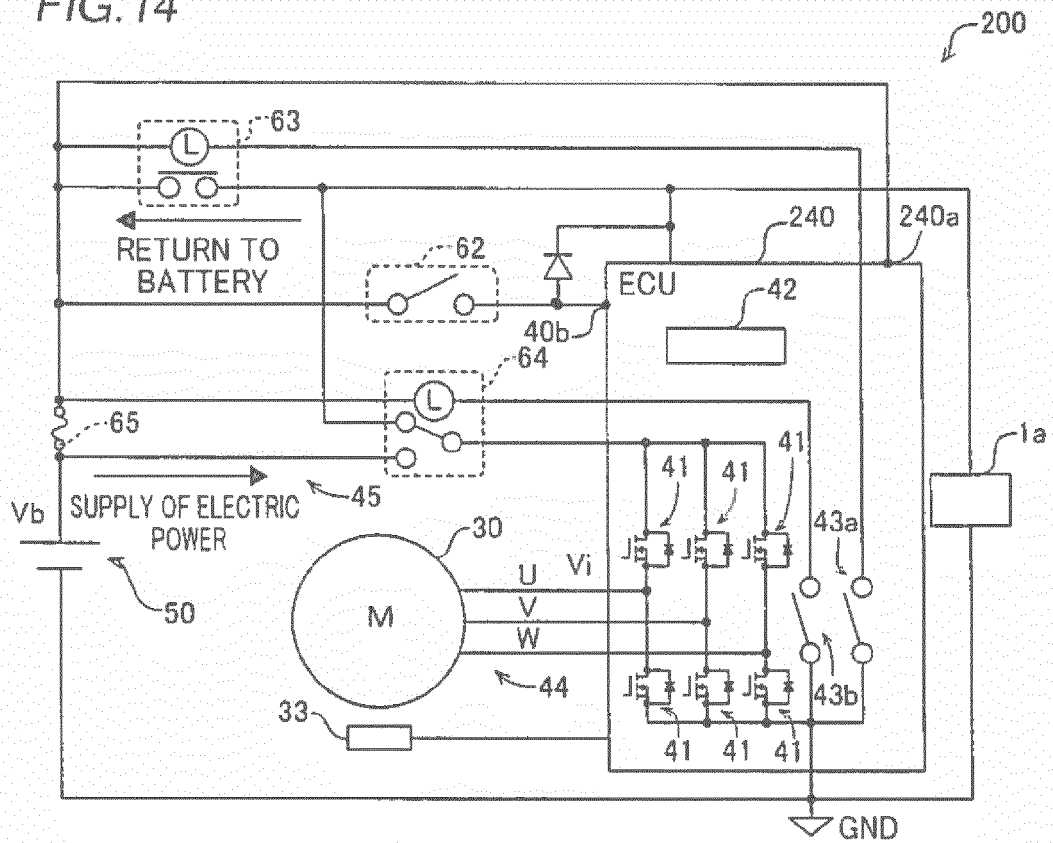 FIG. 14
200
63
L
RETURN TO
BATTERY
62
240
240a
ECU
42
40b
64
L
65
1a
41
41
41
45
SUPPLY OF ELECTRIC
POWER
Vb
30
Vi
43a
U
V
W
M
50
44
43b
33
41
41
41
GND